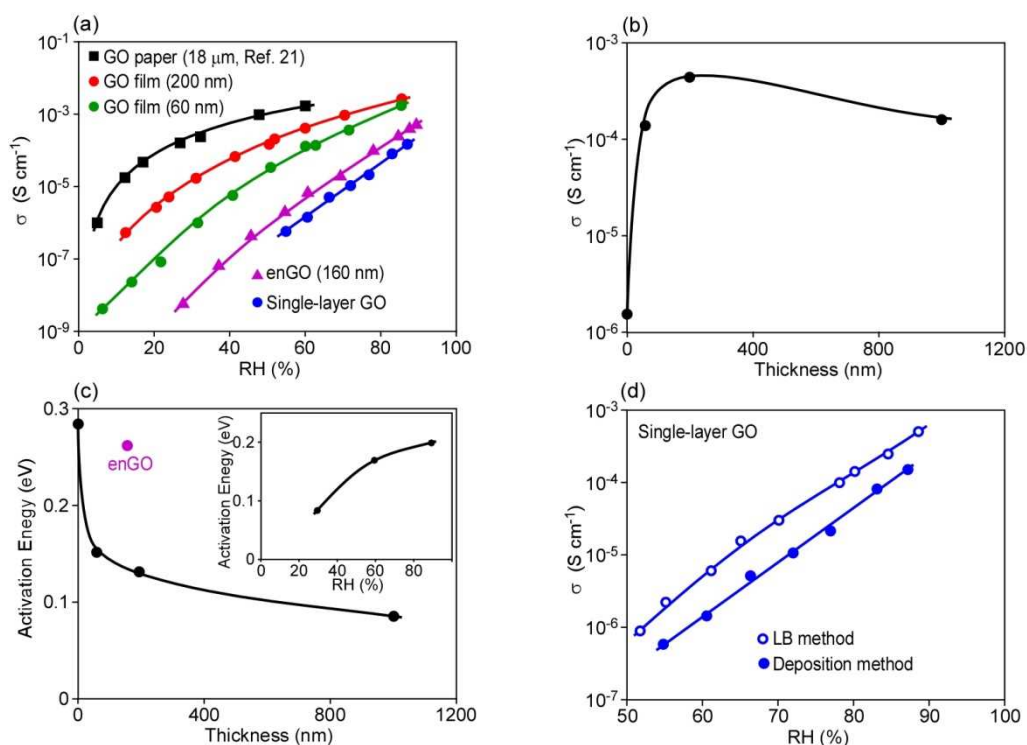 (a)
10-1
10-3
10-5
10-7
10-9
σ (S cm-1)
GO paper (18 μm, Ref. 21)
GO film (200 nm)
GO film (60 nm)
enGO (160 nm)
Single-layer GO
0 20 40 60 80 100
RH (%)
(b)
10-3
10-4
10-5
10-6
σ (S cm-1)
0 400 800 1200
Thickness (nm)
(c)
0.3
0.2
0.1
0
Activation Energy (eV)
enGO
0.2
0.1
0
Activation Energy (eV)
0 20 40 60 80
RH (%)
0 400 800 1200
Thickness (nm)
(d)
10-3
10-4
10-5
10-6
10-7
σ (S cm-1)
Single-layer GO
LB method
Deposition method
50 60 70 80 90 100
RH (%)